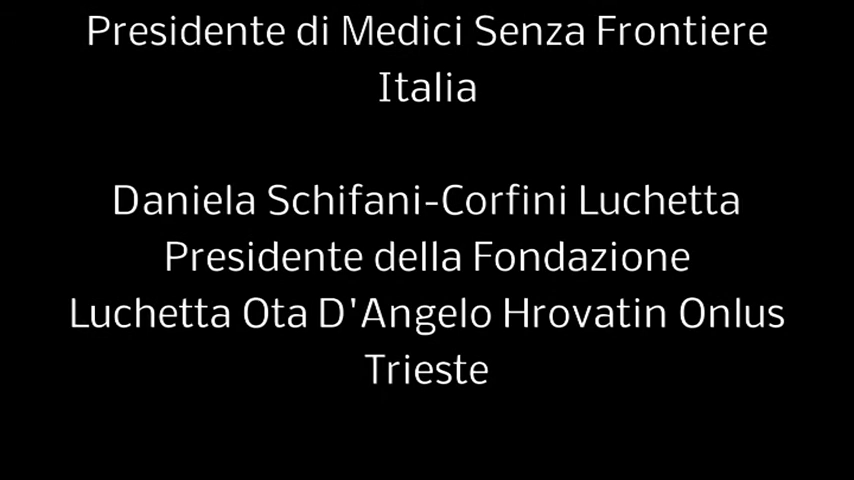 Presidente di Medici Senza Frontiere
Italia
Daniela Schifani-Corfini Luchetta
Presidente della Fondazione
Luchetta Ota D'Angelo Hrovatin Onlus
Trieste